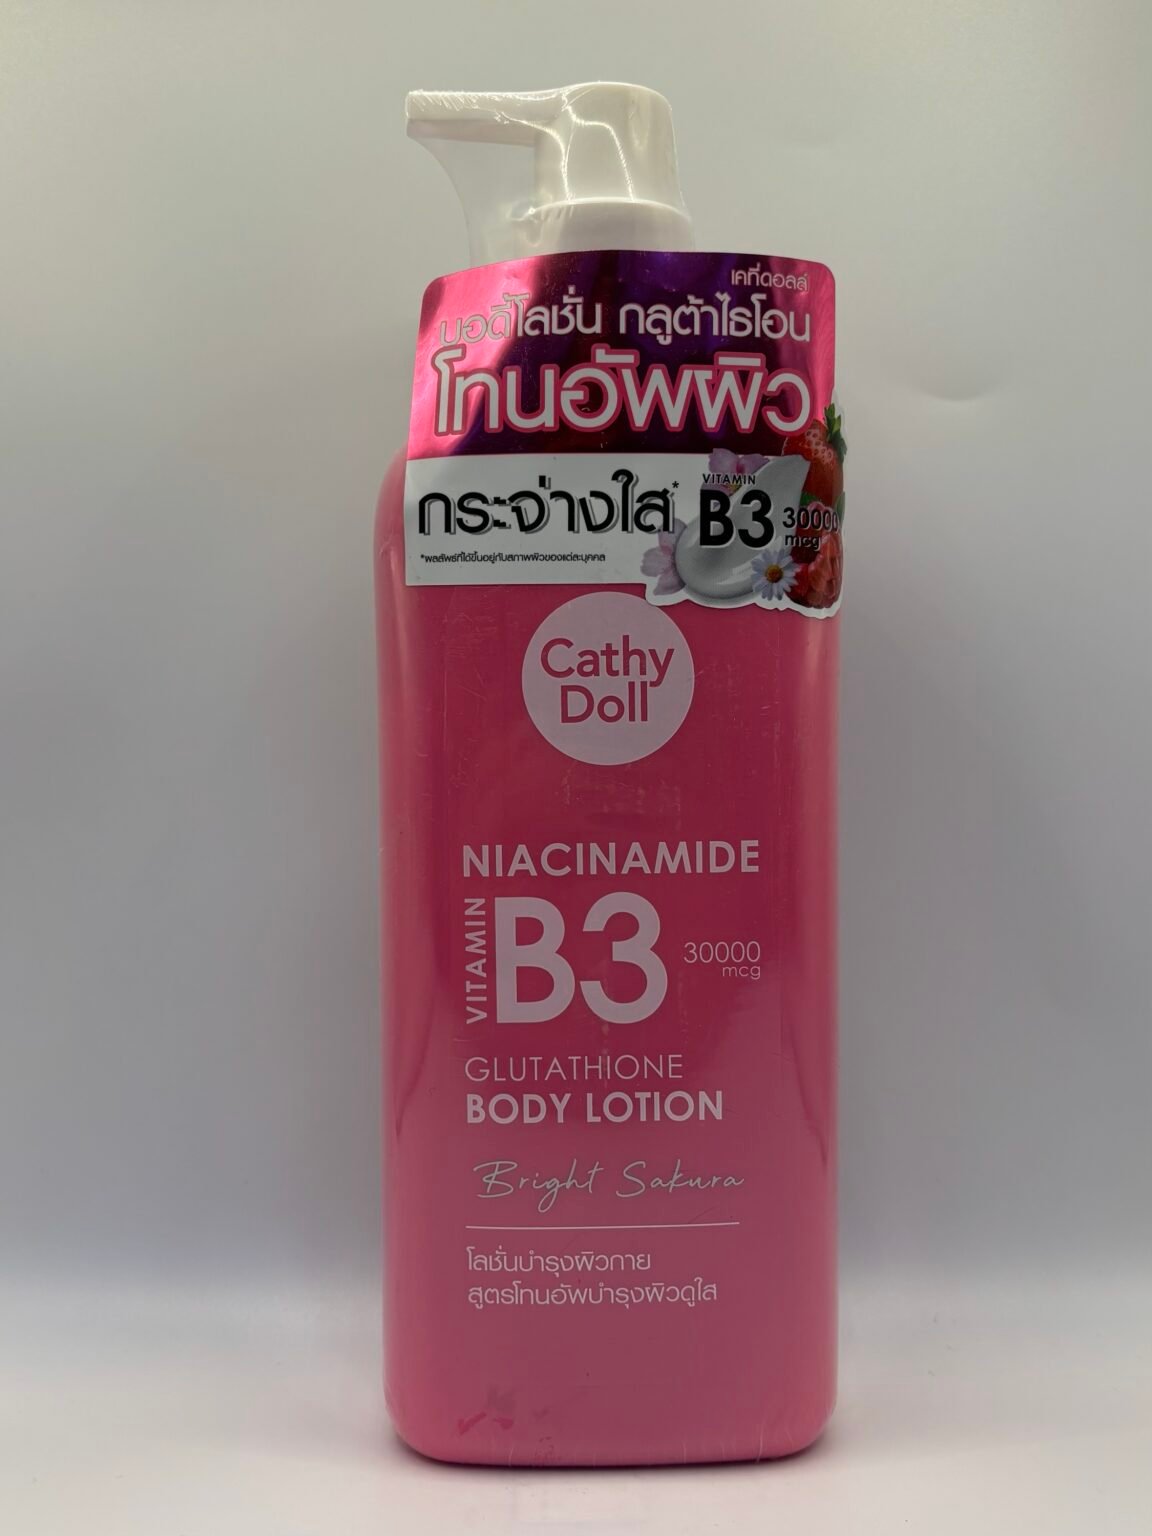 เคที่ดอลล์
บอดี้โลชั่น กลูต้าไธโอน
โทนอัพผิว
กระจ่างใส*
*ผลลัพธ์ที่ได้ขึ้นอยู่กับสภาพผิวของแต่ละบุคคล
VITAMIN
B3 30000
mcg
Cathy
Doll
NIACINAMIDE
VITAMIN B3 30000
mcg
GLUTATHIONE
BODY LOTION
Bright Sakura
โลชั่นบำรุงผิวกาย
สูตรโทนอัพบำรุงผิวดูใส